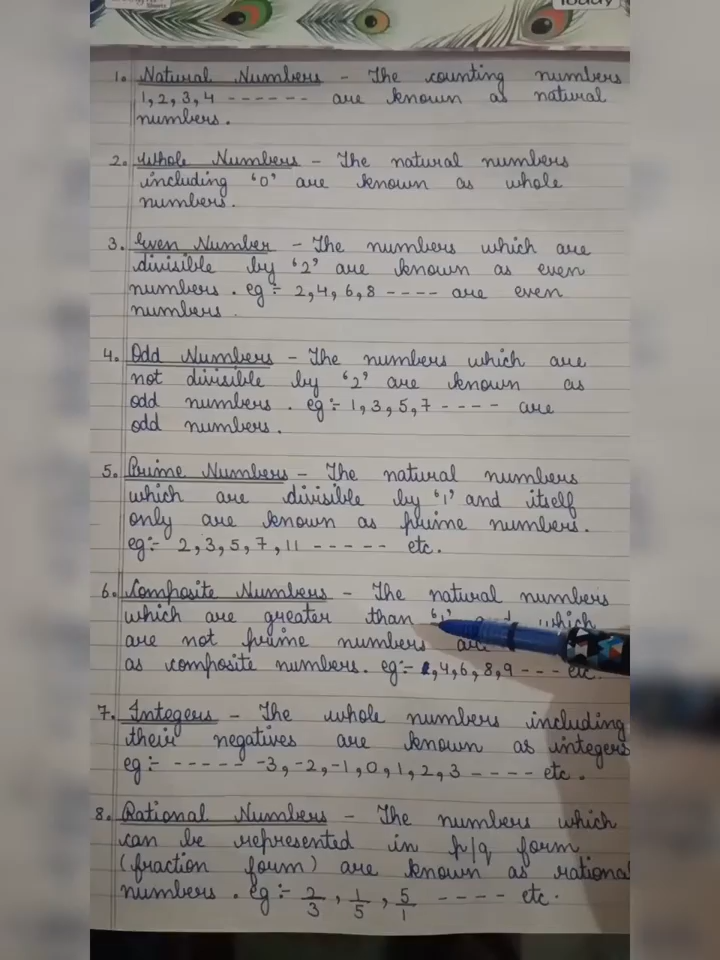 Shorts
Today
1. Natural Numbers - The counting numbers
1, 2, 3, 4 ------ are known as natural
numbers.
2. Whole Numbers - The natural numbers
including '0' are known as whole
numbers.
3. Even Number - The numbers which are
divisible by '2' are known as even
numbers. eg:- 2, 4, 6, 8 ---- are even
numbers.
4. Odd Numbers - The numbers which are
not divisible by '2' are known as
odd numbers. eg:- 1, 3, 5, 7 ---- are
odd numbers.
5. Prime Numbers - The natural numbers
which are divisible by '1' and itself
only are known as prime numbers.
eg:- 2, 3, 5, 7, 11 ----- etc.
6. Composite Numbers - The natural numbers
which are greater than '1' which
are not prime numbers are
as composite numbers. eg:- 4, 6, 8, 9 --- etc.
7. Integers - The whole numbers including
their negatives are known as integers
eg:- ----- -3, -2, -1, 0, 1, 2, 3 ---- etc.
8. Rational Numbers - The numbers which
can be represented in p/q form
(fraction form) are known as rational
numbers. eg:- 2/3, 1/5, 5/1 ---- etc.